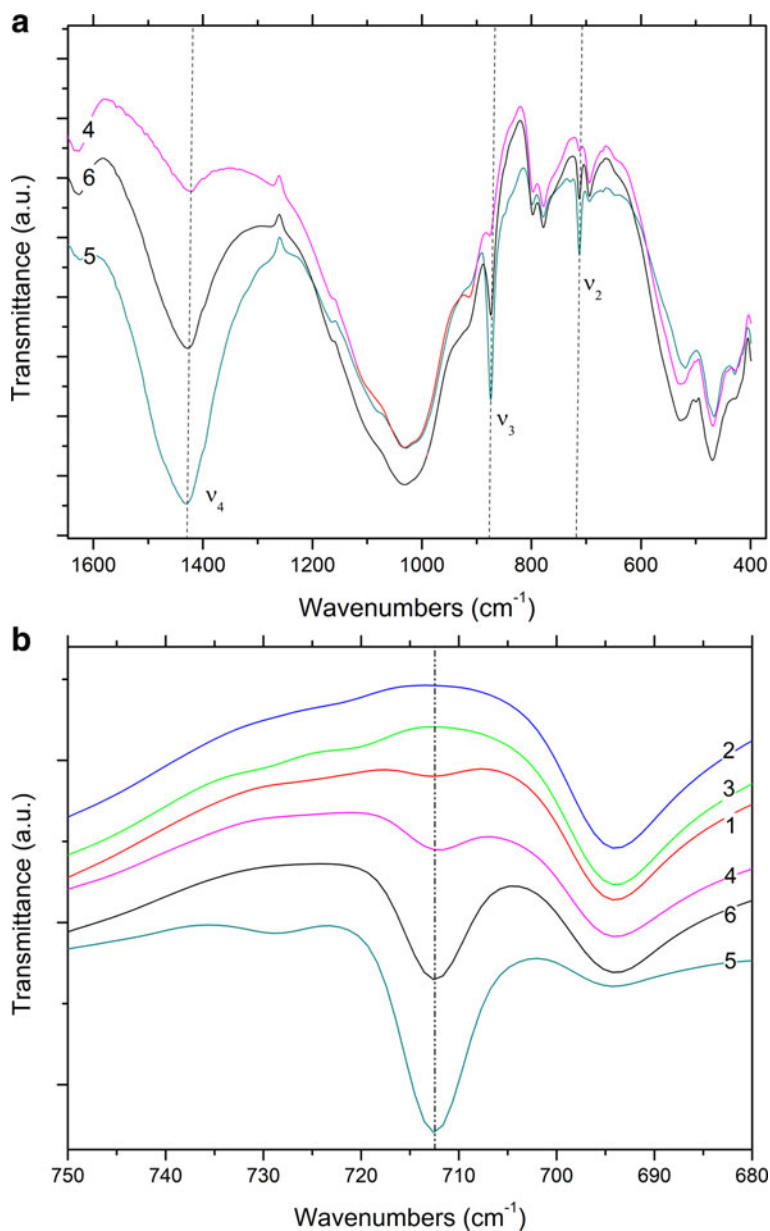 a
4
6
5
ν4
ν3
ν2
Transmittance (a.u.)
1600 1400 1200 1000 800 600 400
Wavenumbers (cm-1)
b
2
3
1
4
6
5
Transmittance (a.u.)
750 740 730 720 710 700 690 680
Wavenumbers (cm-1)